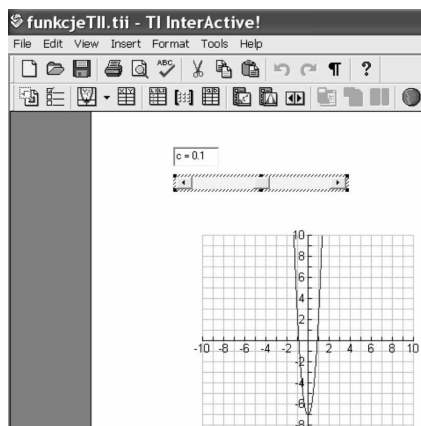 funkcjeTII.tii - TI InterActive!
File Edit View Insert Format Tools Help
ABC
c = 0.1
10
8
6
4
2
-10 -8 -6 -4 -2 2 4 6 8 10
-2
-4
-6
-8